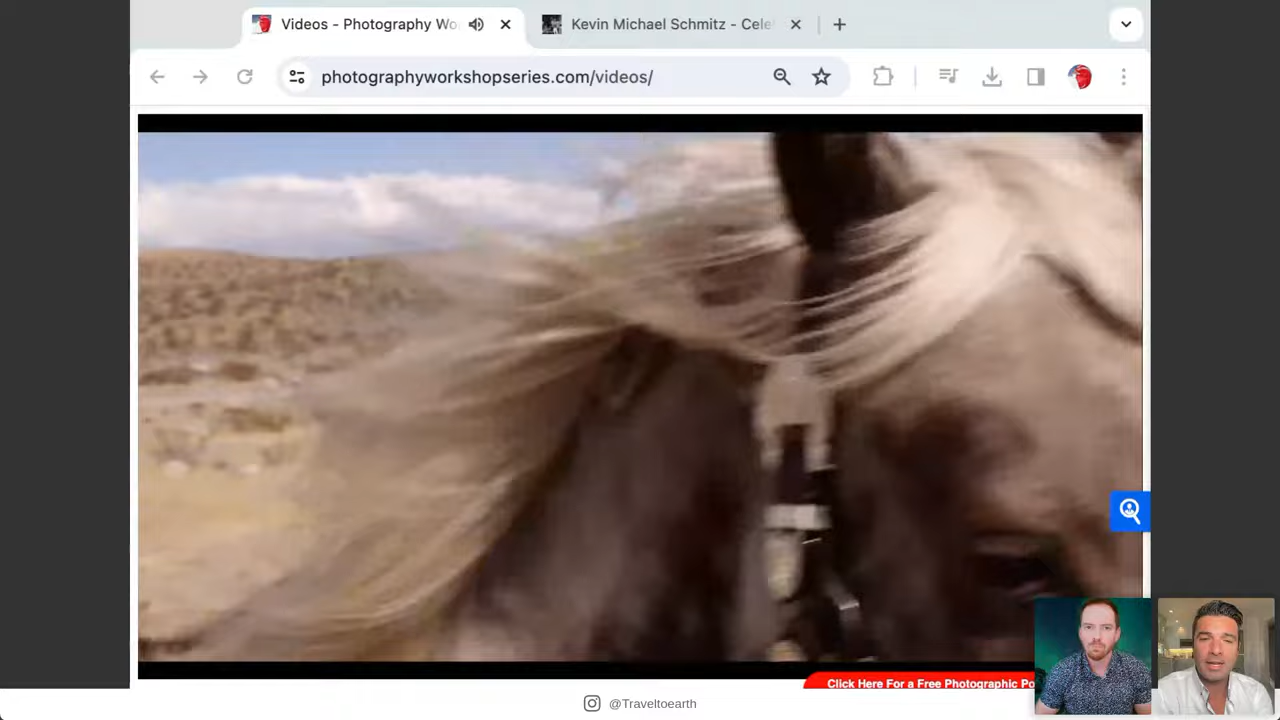 Videos - Photography Wo
Kevin Michael Schmitz - Cele
photographyworkshopseries.com/videos/
Click Here For a Free Photographic Po
@Traveltoearth